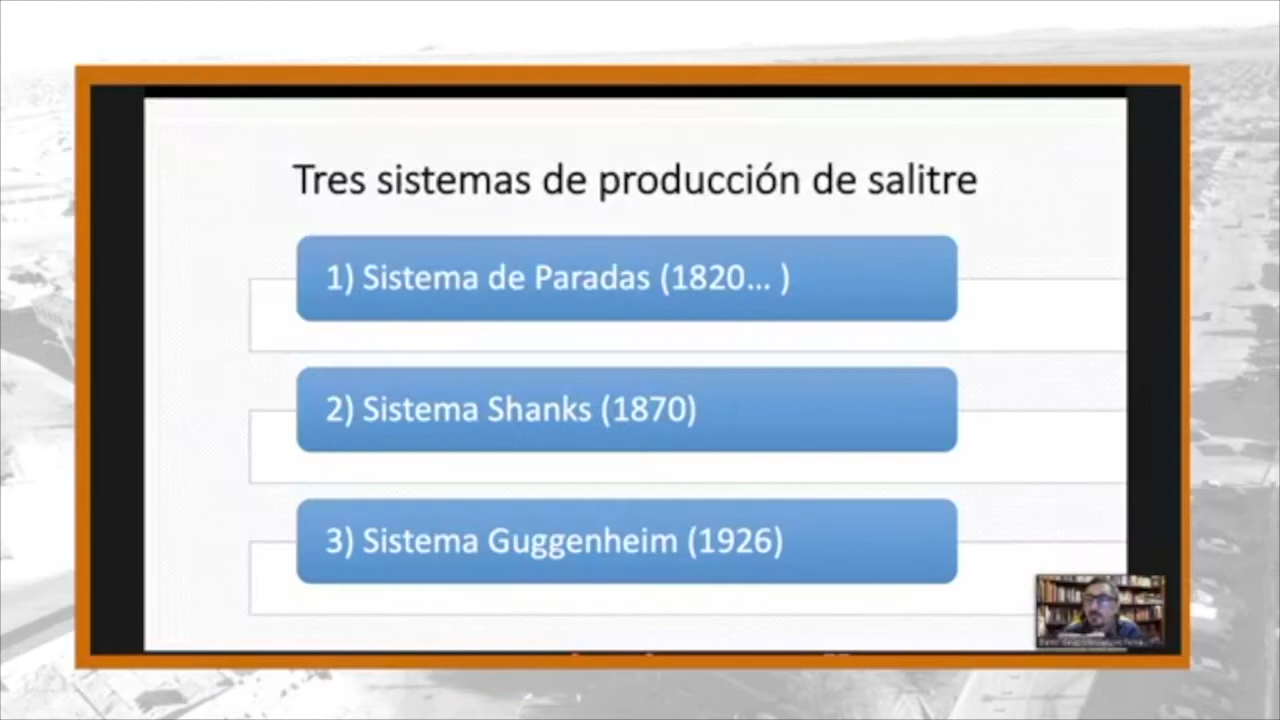 Tres sistemas de producción de salitre
1) Sistema de Paradas (1820... )
2) Sistema Shanks (1870)
3) Sistema Guggenheim (1926)